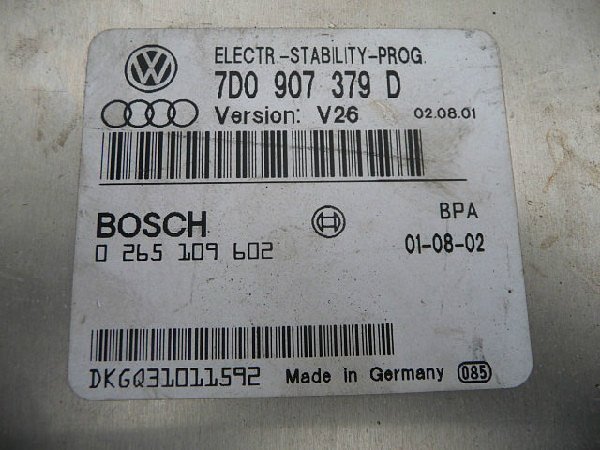 ELECTR.-STABILITY-PROG.
7D0 907 379 D
Version: V26 02.08.01
BOSCH BPA
0 265 109 602 01-08-02
DKGQ31011592 Made in Germany 085